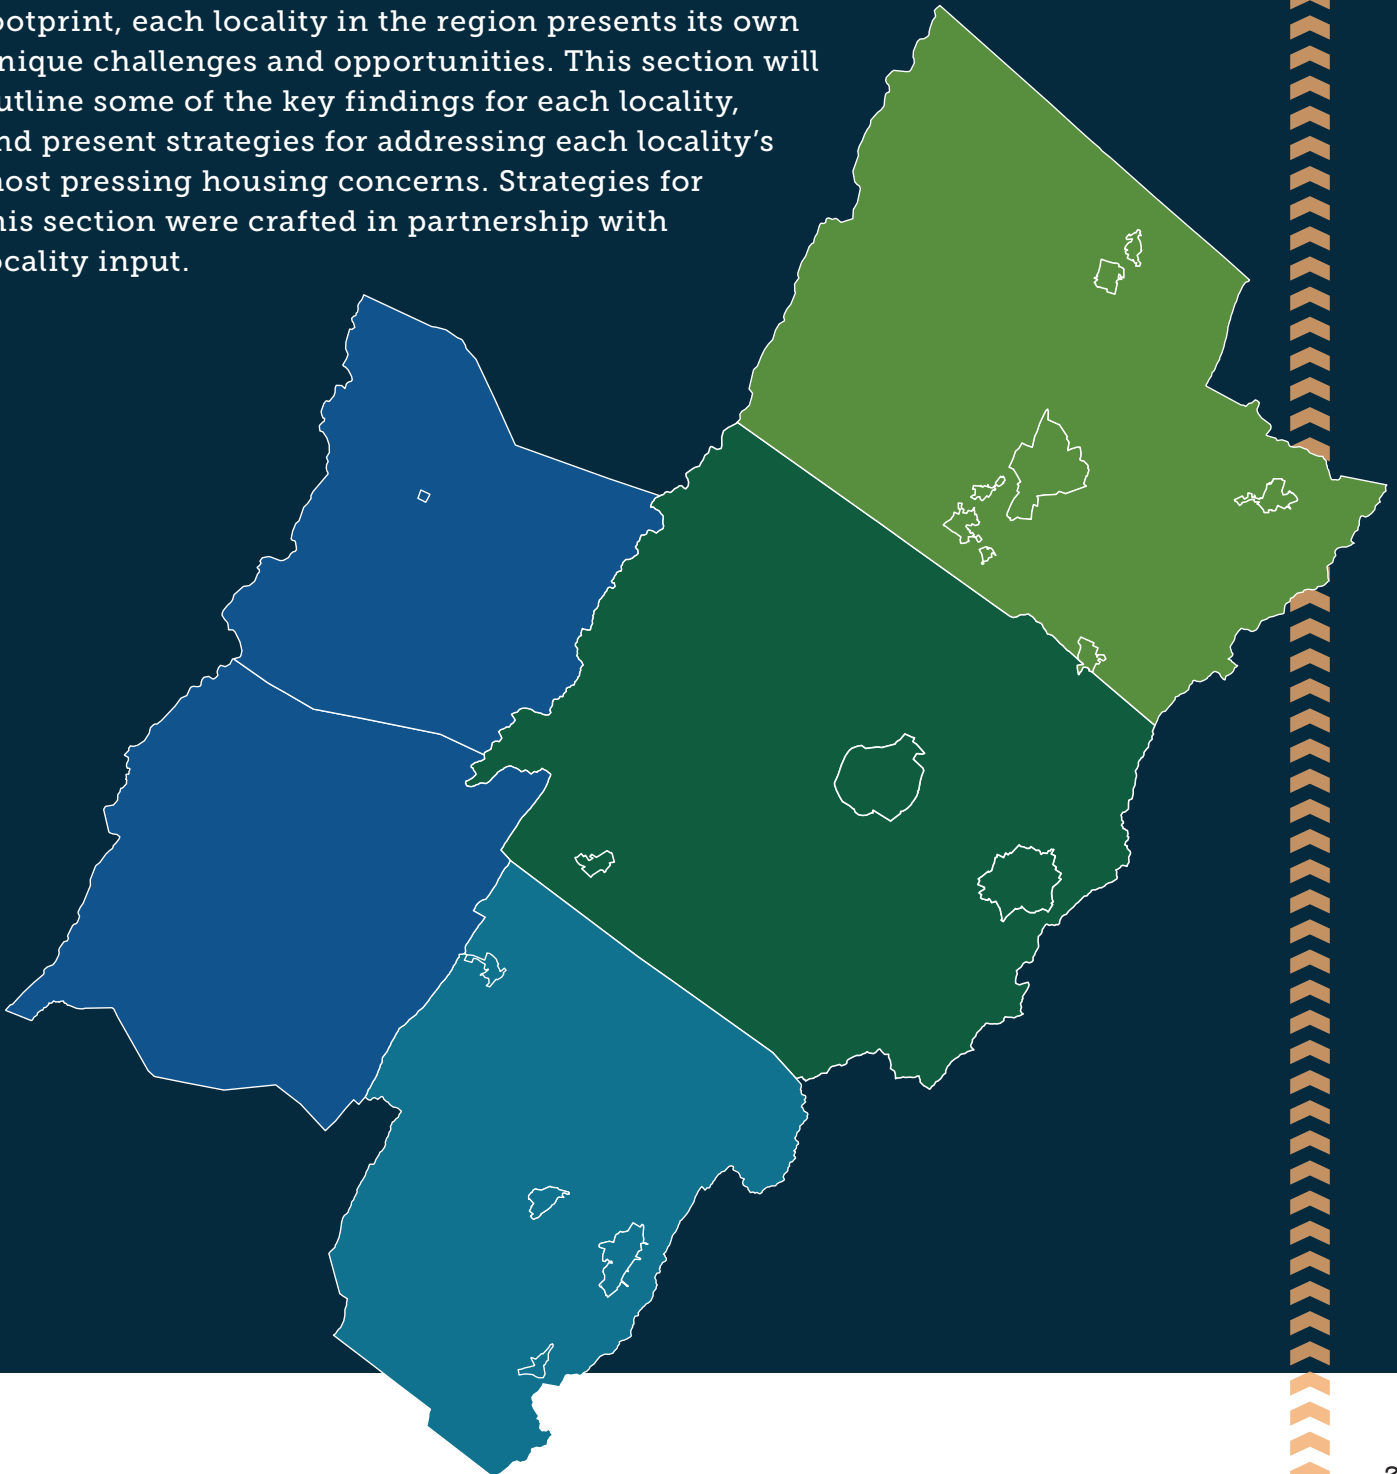 ootprint, each locality in the region presents its own
nique challenges and opportunities. This section will
utline some of the key findings for each locality,
nd present strategies for addressing each locality’s
ost pressing housing concerns. Strategies for
his section were crafted in partnership with
ocality input.